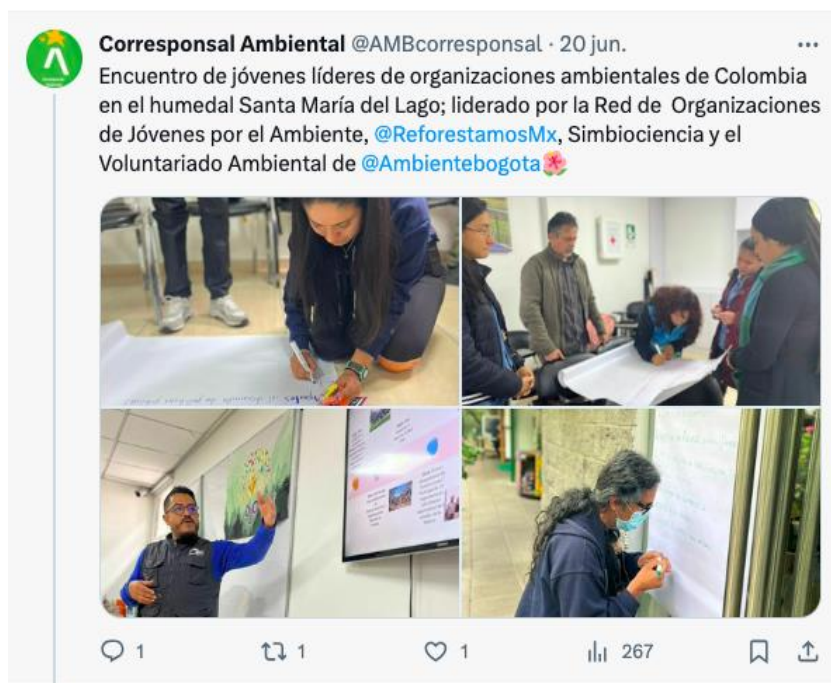 Corresponsal Ambiental @AMBcorresponsal · 20 jun.
Encuentro de jóvenes líderes de organizaciones ambientales de Colombia
en el humedal Santa María del Lago; liderado por la Red de Organizaciones
de Jóvenes por el Ambiente, @ReforestamosMx, Simbiociencia y el
Voluntariado Ambiental de @Ambientebogota🌺
1
1
1
267